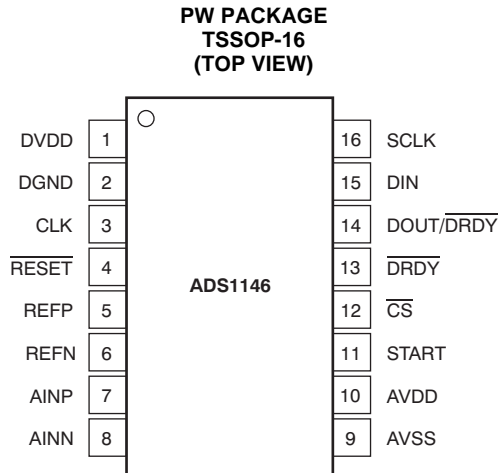 PW PACKAGE
TSSOP-16
(TOP VIEW)
DVDD 1 16 SCLK
DGND 2 15 DIN
CLK 3 14 DOUT/DRDY
RESET 4 13 DRDY
ADS1146
REFP 5 12 CS
REFN 6 11 START
AINP 7 10 AVDD
AINN 8 9 AVSS